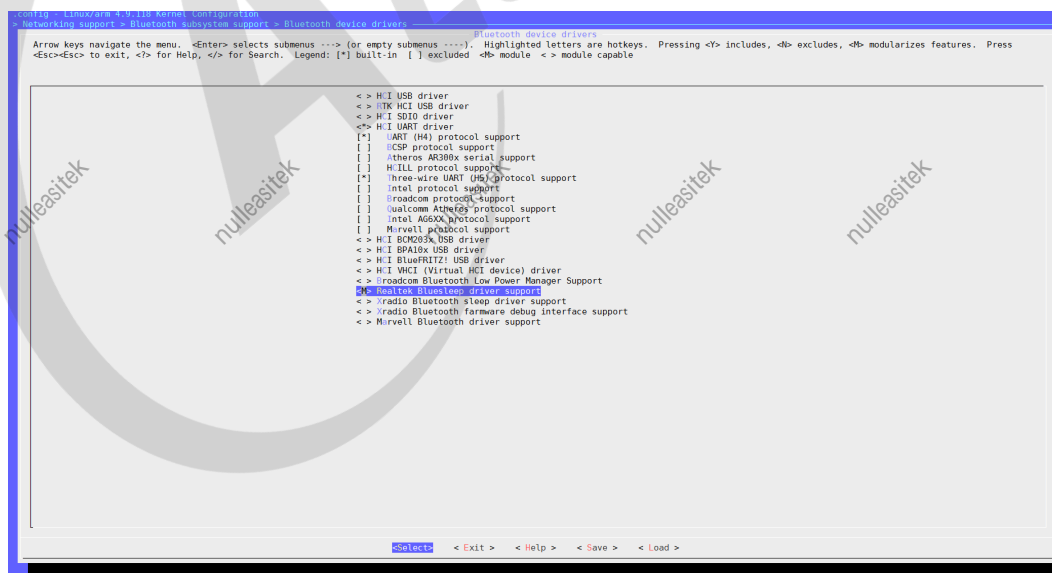 .config - Linux/arm 4.9.118 Kernel Configuration
> Networking support > Bluetooth subsystem support > Bluetooth device drivers
Bluetooth device drivers
Arrow keys navigate the menu. <Enter> selects submenus ---> (or empty submenus ----). Highlighted letters are hotkeys. Pressing <Y> includes, <N> excludes, <M> modularizes features. Press
<Esc><Esc> to exit, <?> for Help, </> for Search. Legend: [*] built-in [ ] excluded <M> module < > module capable
< > HCI USB driver
< > RTK HCI USB driver
< > HCI SDIO driver
<*> HCI UART driver
[*] UART (H4) protocol support
[ ] BCSP protocol support
[ ] Atheros AR300x serial support
[ ] HCILL protocol support
[*] Three-wire UART (H5) protocol support
[ ] Intel protocol support
[ ] Broadcom protocol support
[ ] Qualcomm Atheros protocol support
[ ] Intel AG6XX protocol support
[ ] Marvell protocol support
< > HCI BCM203x USB driver
< > HCI BPA10x USB driver
< > HCI BlueFRITZ! USB driver
< > HCI VHCI (Virtual HCI device) driver
< > Broadcom Bluetooth Low Power Manager Support
<M> Realtek Bluesleep driver support
< > Xradio Bluetooth sleep driver support
< > Xradio Bluetooth farmware debug interface support
< > Marvell Bluetooth driver support
nulleasitek nulleasitek nulleasitek nulleasitek nulleasitek
<Select> < Exit > < Help > < Save > < Load >